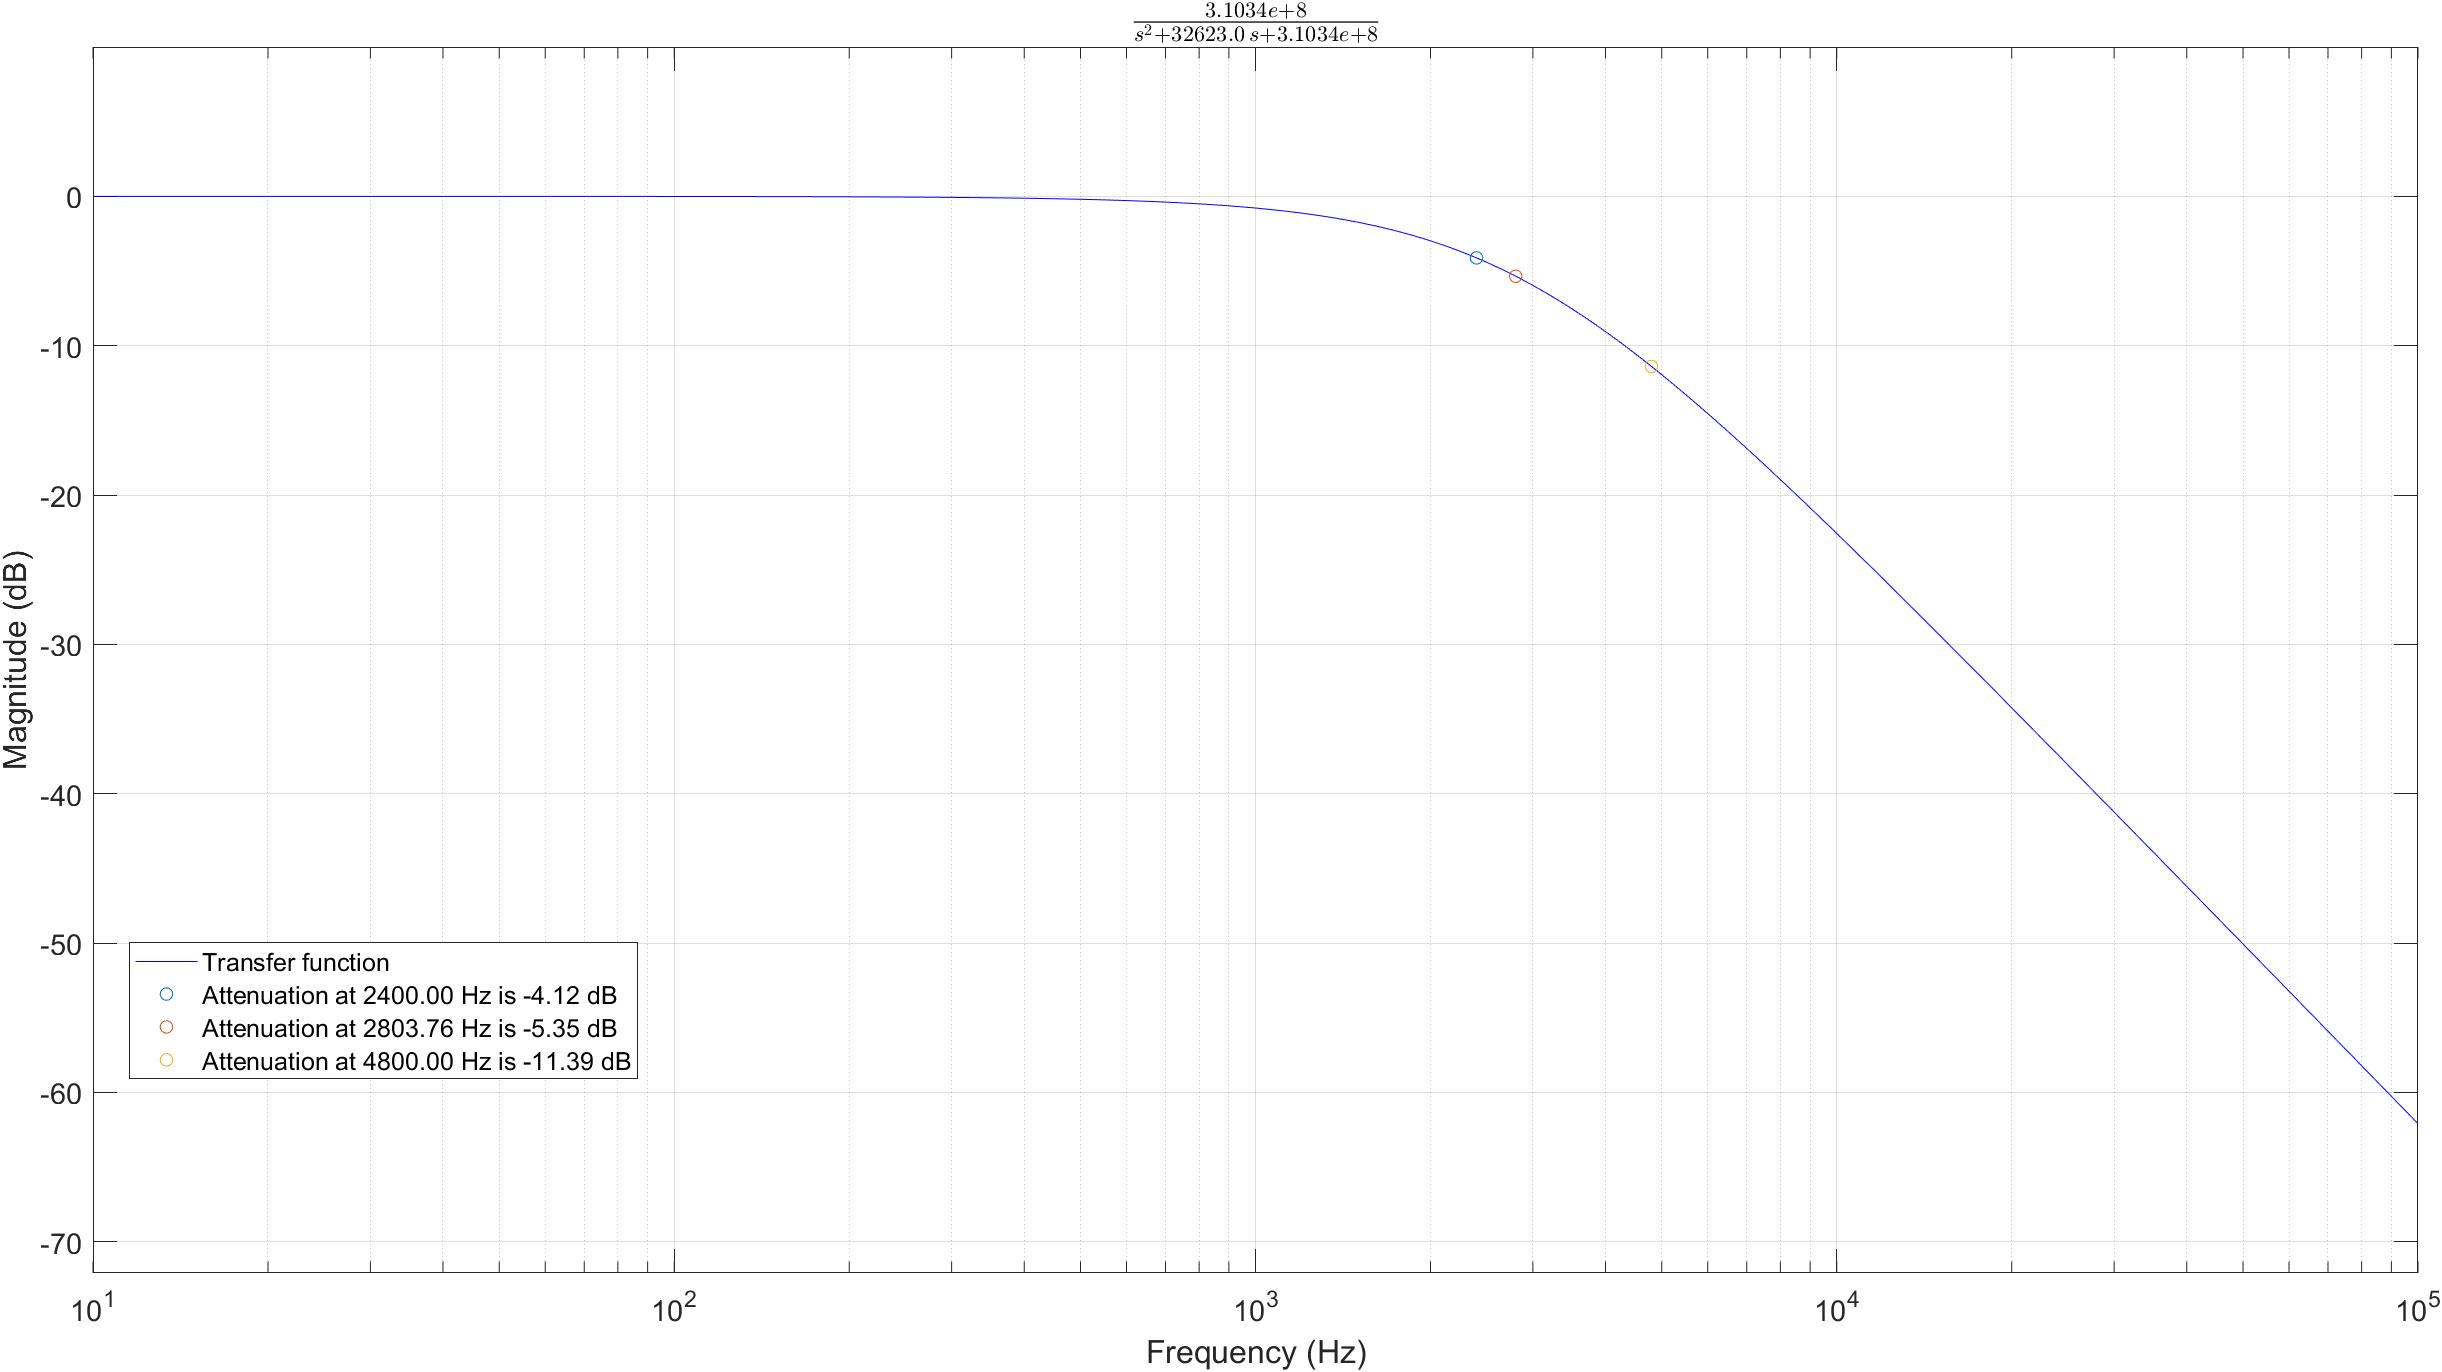 3.1034e+8
s²+32623.0 s+3.1034e+8
0
-10
-20
-30
-40
-50
-60
-70
Magnitude (dB)
Transfer function
Attenuation at 2400.00 Hz is -4.12 dB
Attenuation at 2803.76 Hz is -5.35 dB
Attenuation at 4800.00 Hz is -11.39 dB
10¹ 10² 10³ 10⁴ 10⁵
Frequency (Hz)